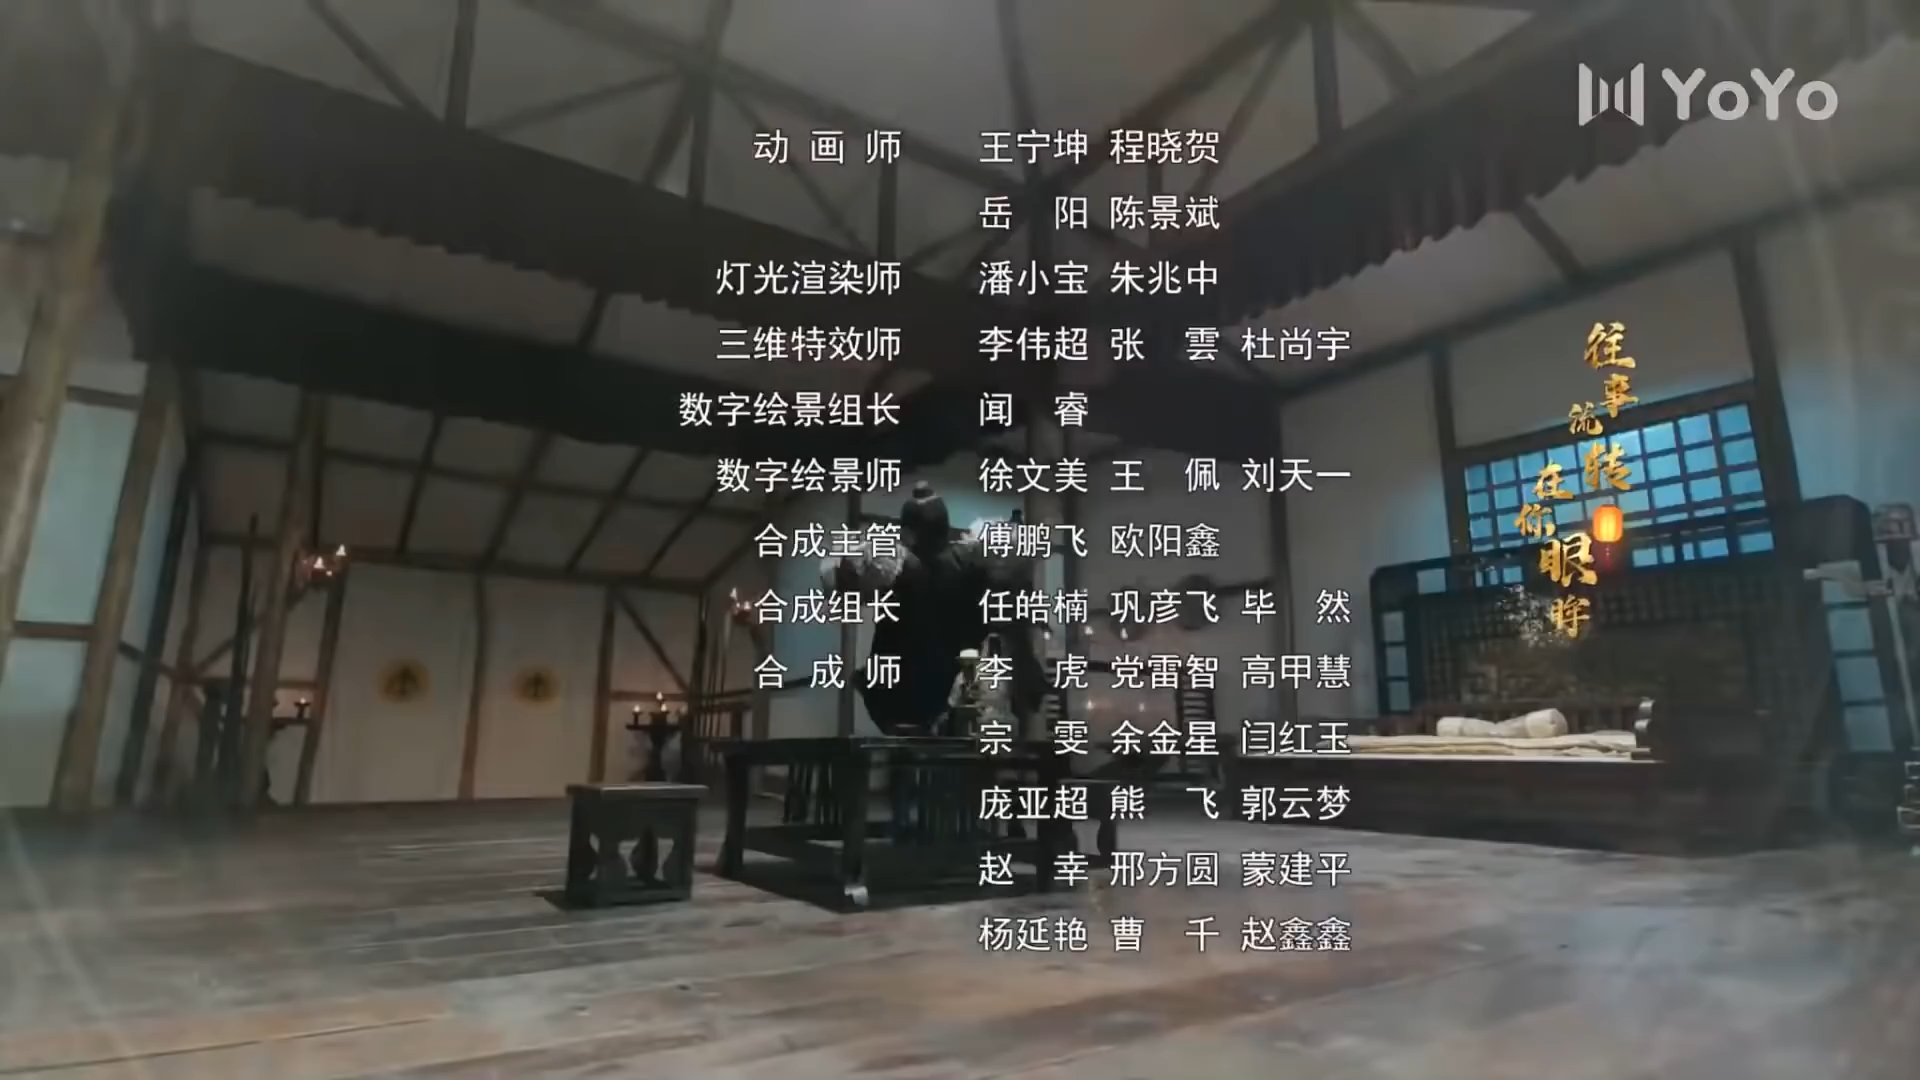 YoYo
动 画 师 王宁坤 程晓贺
岳 阳 陈景斌
灯光渲染师 潘小宝 朱兆中
三维特效师 李伟超 张 雲 杜尚宇
数字绘景组长 闻 睿
数字绘景师 徐文美 王 佩 刘天一
合成主管 傅鹏飞 欧阳鑫
合成组长 任皓楠 巩彦飞 毕 然
合 成 师 李 虎 党雷智 高甲慧
宗 雯 余金星 闫红玉
庞亚超 熊 飞 郭云梦
赵 幸 邢方圆 蒙建平
杨延艳 曹 千 赵鑫鑫
往事流转
在你眼眸